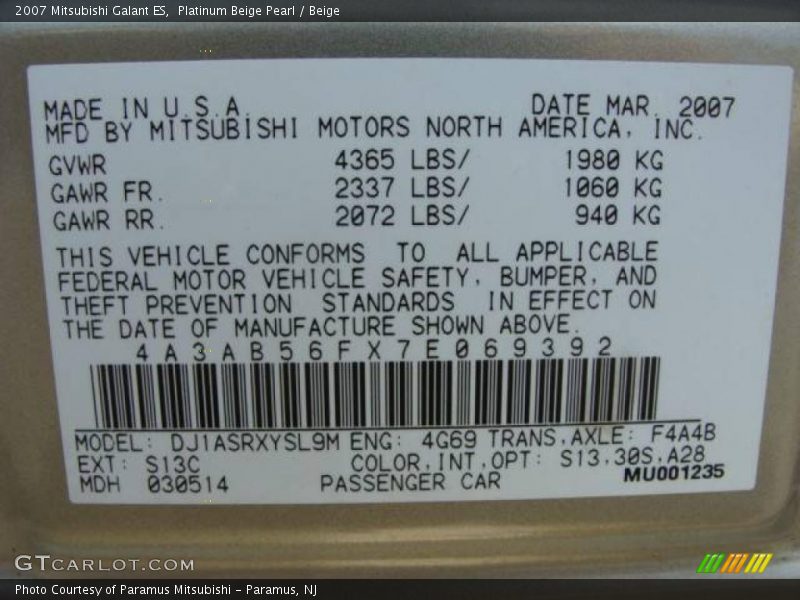 2007 Mitsubishi Galant ES,  Platinum Beige Pearl / Beige
MADE IN U.S.A. DATE MAR. 2007
MFD BY MITSUBISHI MOTORS NORTH AMERICA, INC.
GVWR 4365 LBS/ 1980 KG
GAWR FR. 2337 LBS/ 1060 KG
GAWR RR. 2072 LBS/ 940 KG
THIS VEHICLE CONFORMS TO ALL APPLICABLE
FEDERAL MOTOR VEHICLE SAFETY, BUMPER, AND
THEFT PREVENTION STANDARDS IN EFFECT ON
THE DATE OF MANUFACTURE SHOWN ABOVE.
4A3AB56FX7E069392
MODEL: DJ1ASRXYSL9M ENG: 4G69 TRANS.AXLE: F4A4B
EXT: S13C COLOR.INT.OPT: S13.30S.A28
MDH 030514 PASSENGER CAR MU001235
GTCARLOT.COM
Photo Courtesy of Paramus Mitsubishi - Paramus, NJ